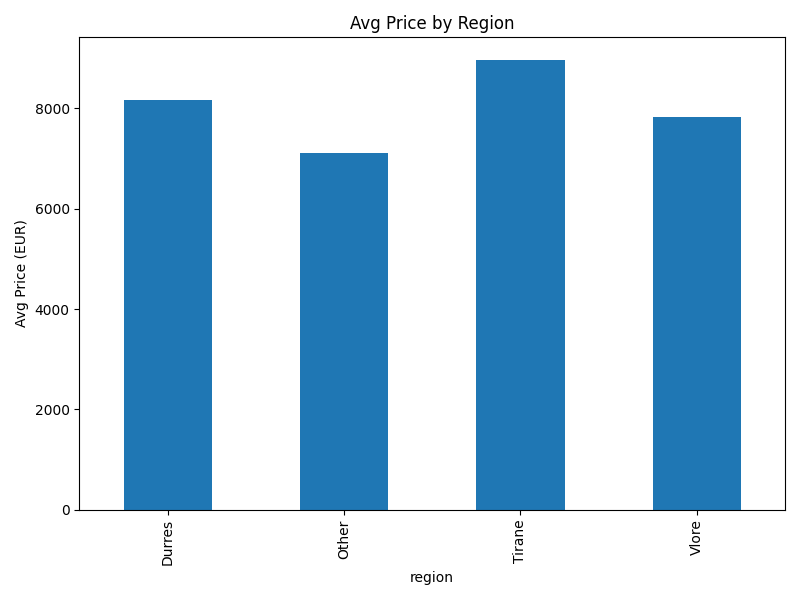 Avg Price by Region
Avg Price (EUR)
8000
6000
4000
2000
0
Durres
Other
Tirane
Vlore
region